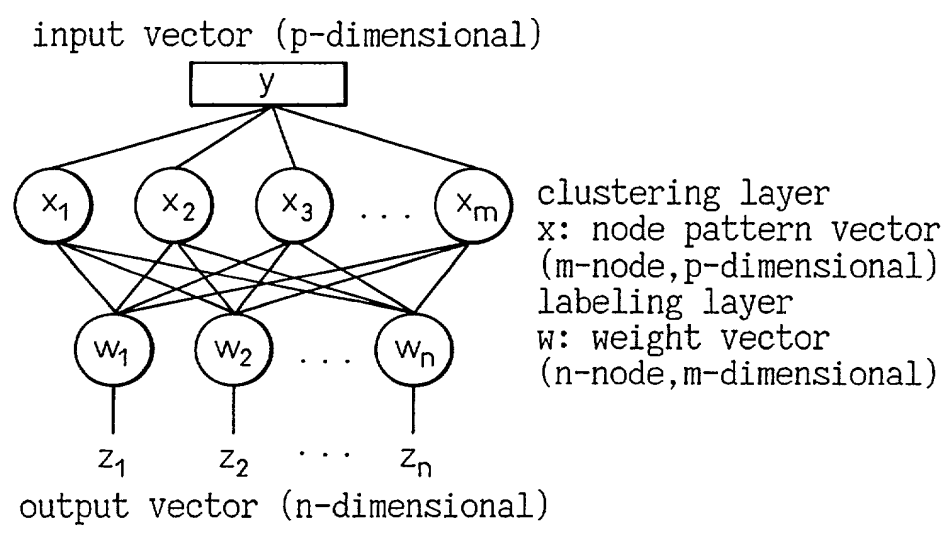 input vector (p-dimensional)
y
x1 x2 x3 ... xm
clustering layer
x: node pattern vector
(m-node,p-dimensional)
labeling layer
w1 w2 ... wn
w: weight vector
(n-node,m-dimensional)
z1 z2 ... zn
output vector (n-dimensional)